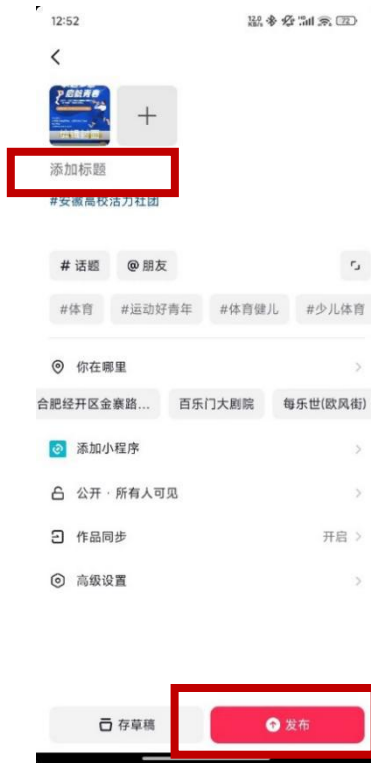 12:52
72
添加标题
#安徽高校活力社团
# 话题 @ 朋友
#体育 #运动好青年 #体育健儿 #少儿体育
你在哪里
合肥经开区金寨路... 百乐门大剧院 每乐世(欧风街)
添加小程序
公开 · 所有人可见
作品同步 开启
高级设置
存草稿 发布